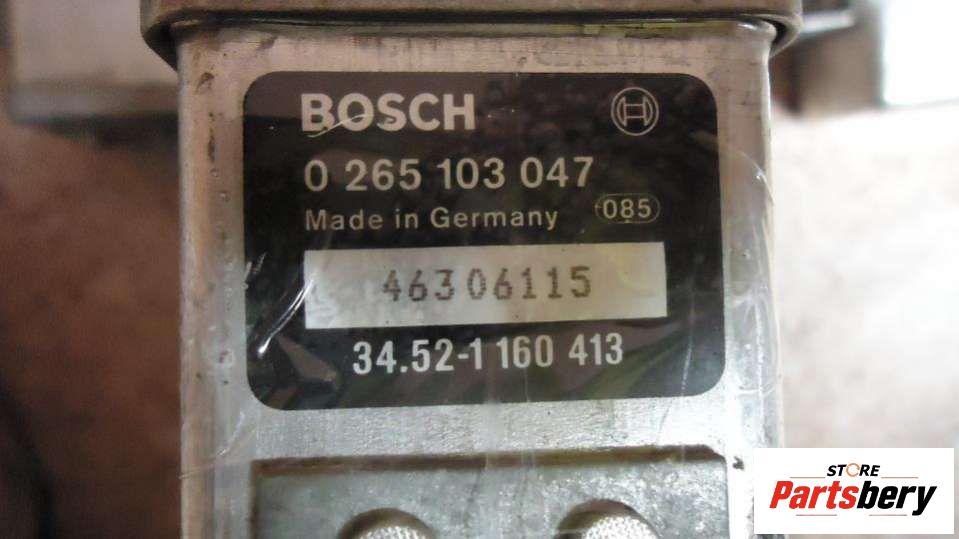 BOSCH
0 265 103 047
Made in Germany 085
46306115
34.52-1 160 413
STORE
Partsbery